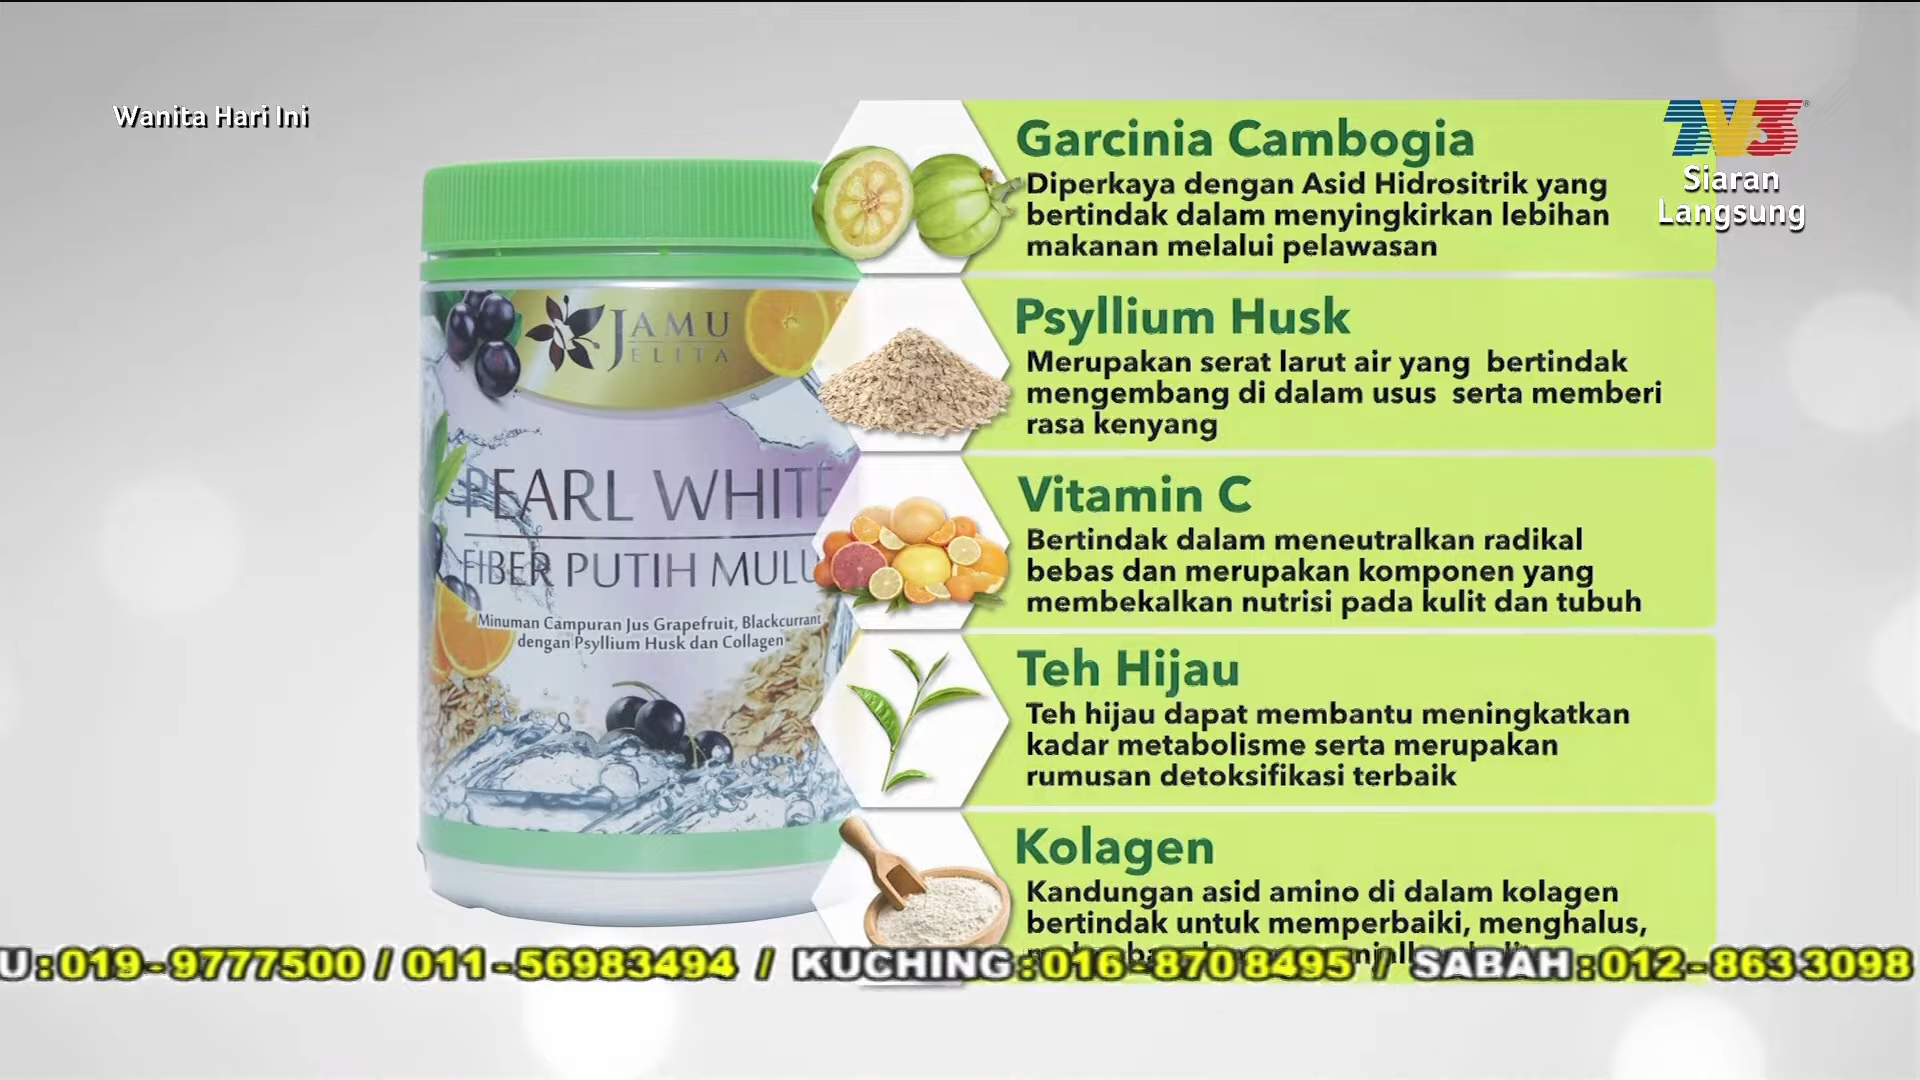 Wanita Hari Ini
TV3
Siaran
Langsung
JAMU
JELITA
PEARL WHITE
FIBER PUTIH
Minuman Campuran Jus Grapefruit, Blackcurrant
dengan Psyllium Husk dan Collagen
Garcinia Cambogia
Diperkaya dengan Asid Hidrositrik yang
bertindak dalam menyingkirkan lebihan
makanan melalui pelawasan
Psyllium Husk
Merupakan serat larut air yang bertindak
mengembang di dalam usus serta memberi
rasa kenyang
Vitamin C
Bertindak dalam meneutralkan radikal
bebas dan merupakan komponen yang
membekalkan nutrisi pada kulit dan tubuh
Teh Hijau
Teh hijau dapat membantu meningkatkan
kadar metabolisme serta merupakan
rumusan detoksifikasi terbaik
Kolagen
Kandungan asid amino di dalam kolagen
bertindak untuk memperbaiki, menghalus,
U : 019-9777500 / 011-56983494 / KUCHING : 016-8708495 / SABAH : 012-863 3098